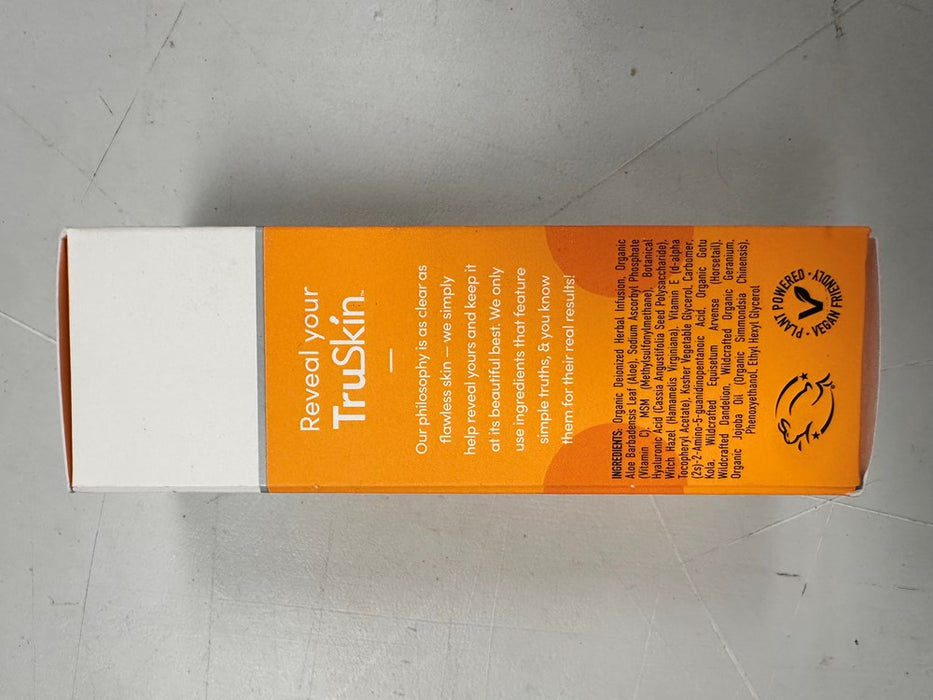 Reveal your
TruSkin™
Our philosophy is as clear as
flawless skin – we simply
help reveal yours and keep it
at its beautiful best. We only
use ingredients that feature
simple truths, & you know
them for their real results!
INGREDIENTS: Organic Deionized Herbal Infusion, Organic
Aloe Barbadensis Leaf (Aloe), Sodium Ascorbyl Phosphate
(Vitamin C), MSM (Methylsulfonylmethane), Botanical
Hyaluronic Acid (Cassia Angustifolia Seed Polysaccharide),
Witch Hazel (Hamamelis Virginiana), Vitamin E (d-alpha
Tocopheryl Acetate), Kosher Vegetable Glycerol, Carbomer,
(2s)-2-Amino-5-guanidinopentanoic Acid, Organic Gotu
Kola, Wildcrafted Equisetum Arvense (Horsetail),
Wildcrafted Dandelion, Wildcrafted Organic Geranium,
Organic Jojoba Oil (Organic Simmondsia Chinensis),
Phenoxyethanol, Ethyl Hexyl Glycerol
PLANT POWERED • VEGAN FRIENDLY •